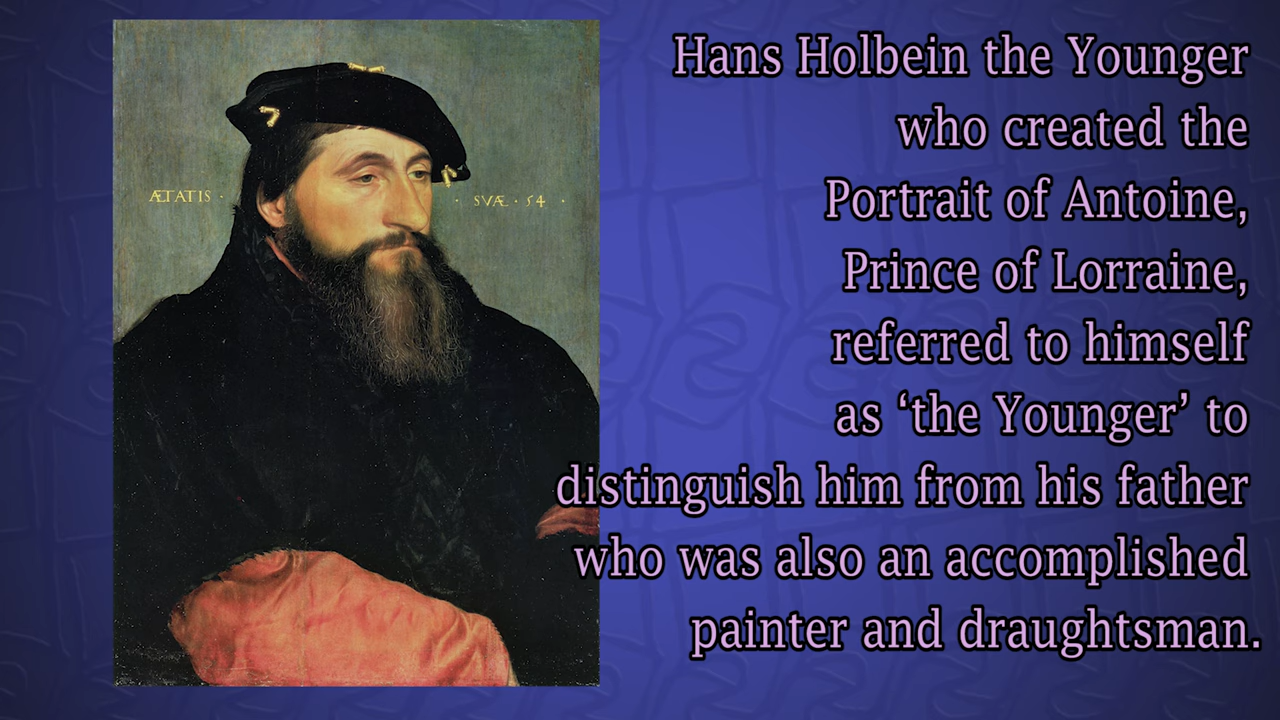 ÆTATIS · · SVÆ · 54 ·
Hans Holbein the Younger
who created the
Portrait of Antoine,
Prince of Lorraine,
referred to himself
as ‘the Younger’ to
distinguish him from his father
who was also an accomplished
painter and draughtsman.